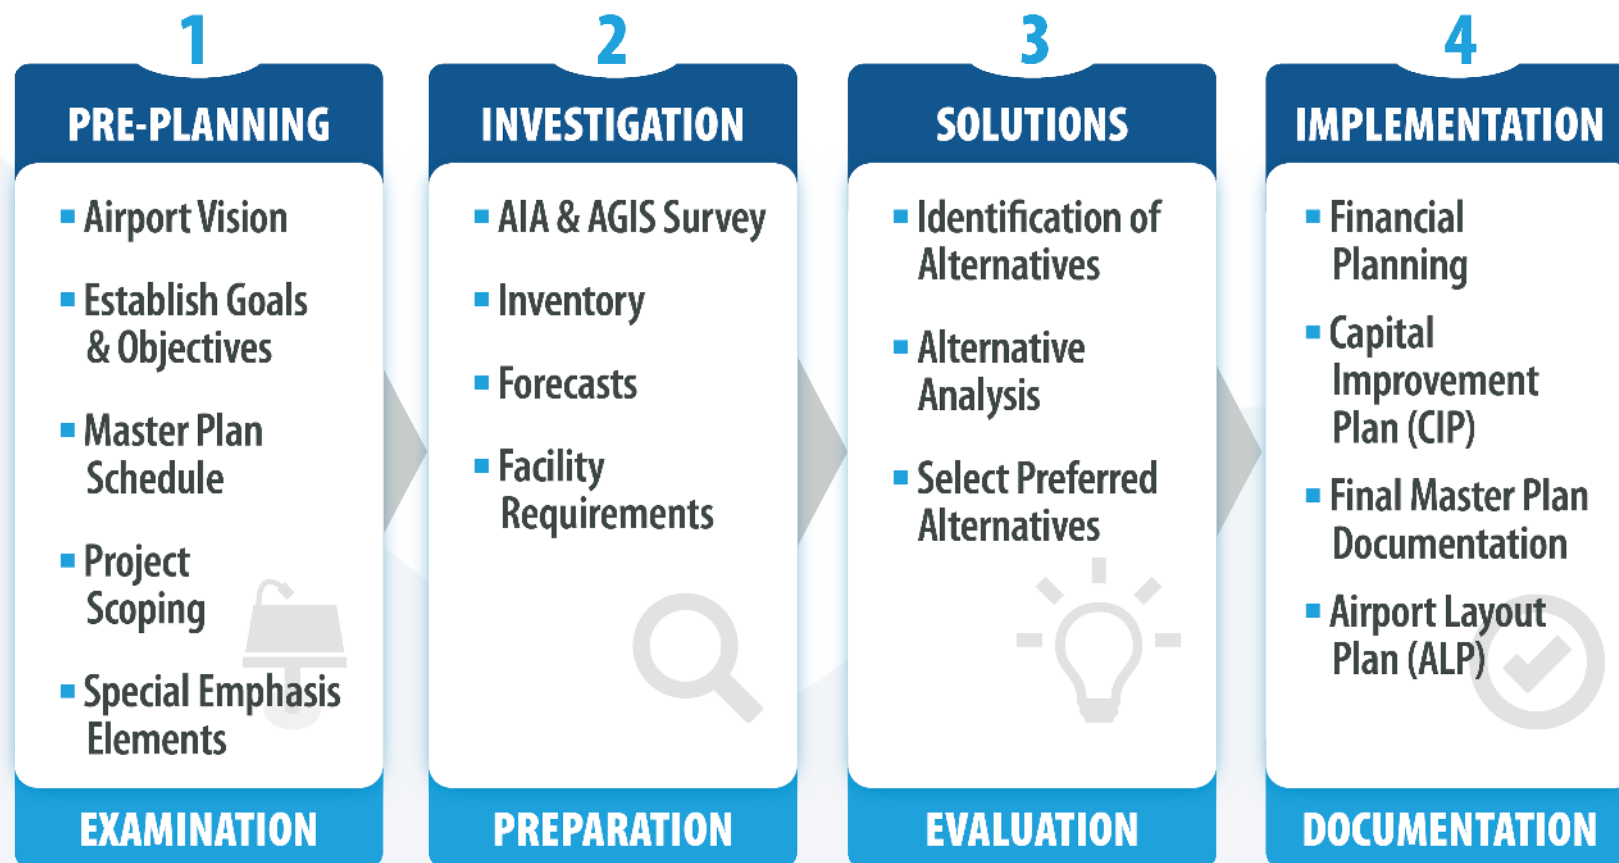 1
PRE-PLANNING
▪ Airport Vision
▪ Establish Goals
& Objectives
▪ Master Plan
Schedule
▪ Project
Scoping
▪ Special Emphasis
Elements
EXAMINATION
2
INVESTIGATION
▪ AIA & AGIS Survey
▪ Inventory
▪ Forecasts
▪ Facility
Requirements
PREPARATION
3
SOLUTIONS
▪ Identification of
Alternatives
▪ Alternative
Analysis
▪ Select Preferred
Alternatives
EVALUATION
4
IMPLEMENTATION
▪ Financial
Planning
▪ Capital
Improvement
Plan (CIP)
▪ Final Master Plan
Documentation
▪ Airport Layout
Plan (ALP)
DOCUMENTATION